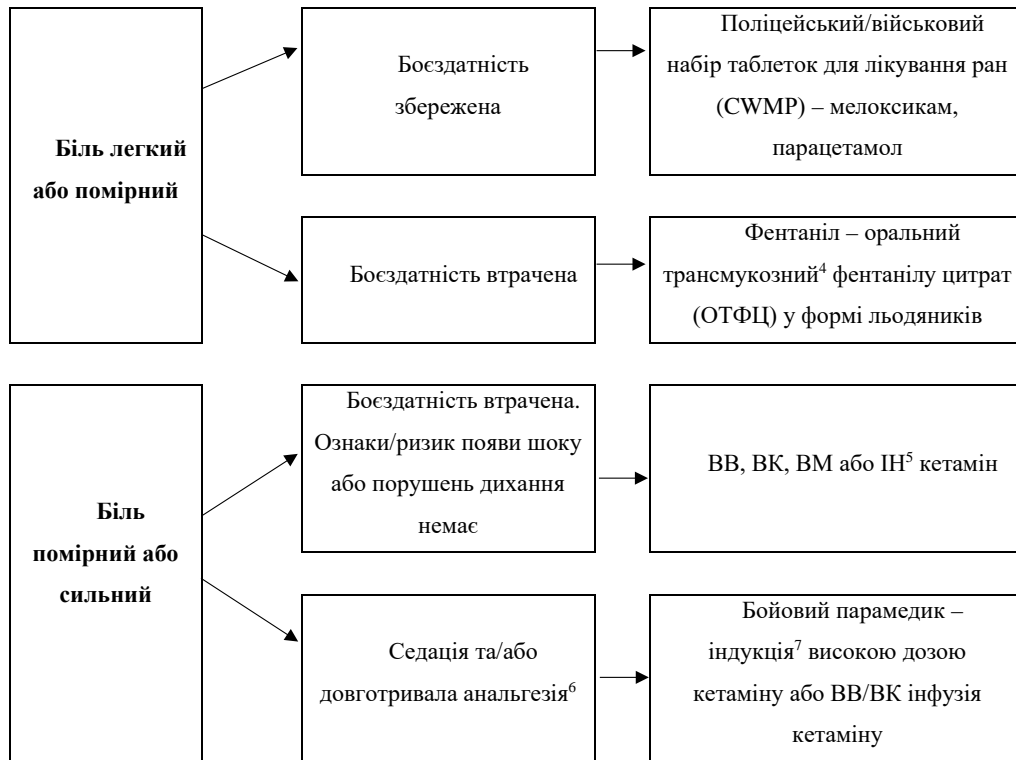 Біль легкий
або помірний
Боєздатність
збережена
Поліцейський/військовий
набір таблеток для лікування ран
(CWMP) – мелоксикам,
парацетамол
Боєздатність втрачена
Фентаніл – оральний
трансмукозний⁴ фентанілу цитрат
(ОТФЦ) у формі льодяників
Біль
помірний або
сильний
Боєздатність втрачена.
Ознаки/ризик появи шоку
або порушень дихання
немає
ВВ, ВК, ВМ або ІН⁵ кетамін
Седація та/або
довготривала анальгезія⁶
Бойовий парамедик –
індукція⁷ високою дозою
кетаміну або ВВ/ВК інфузія
кетаміну